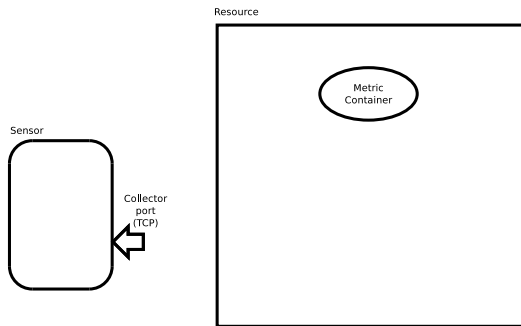 Resource
Metric
Container
Sensor
Collector
port
(TCP)